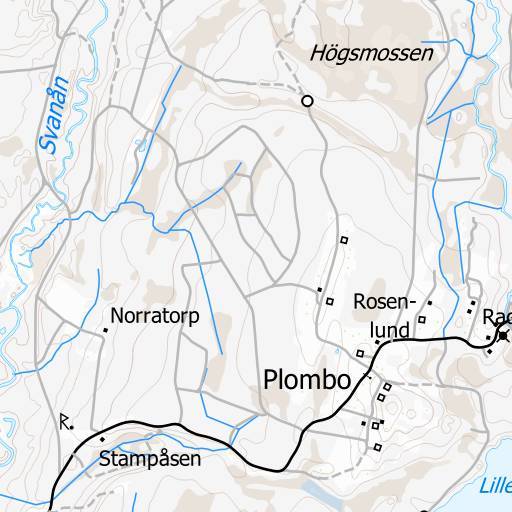 Högsmossen
Svanån
Rosen-
lund
Norratorp
Plombo
R.
Stampåsen